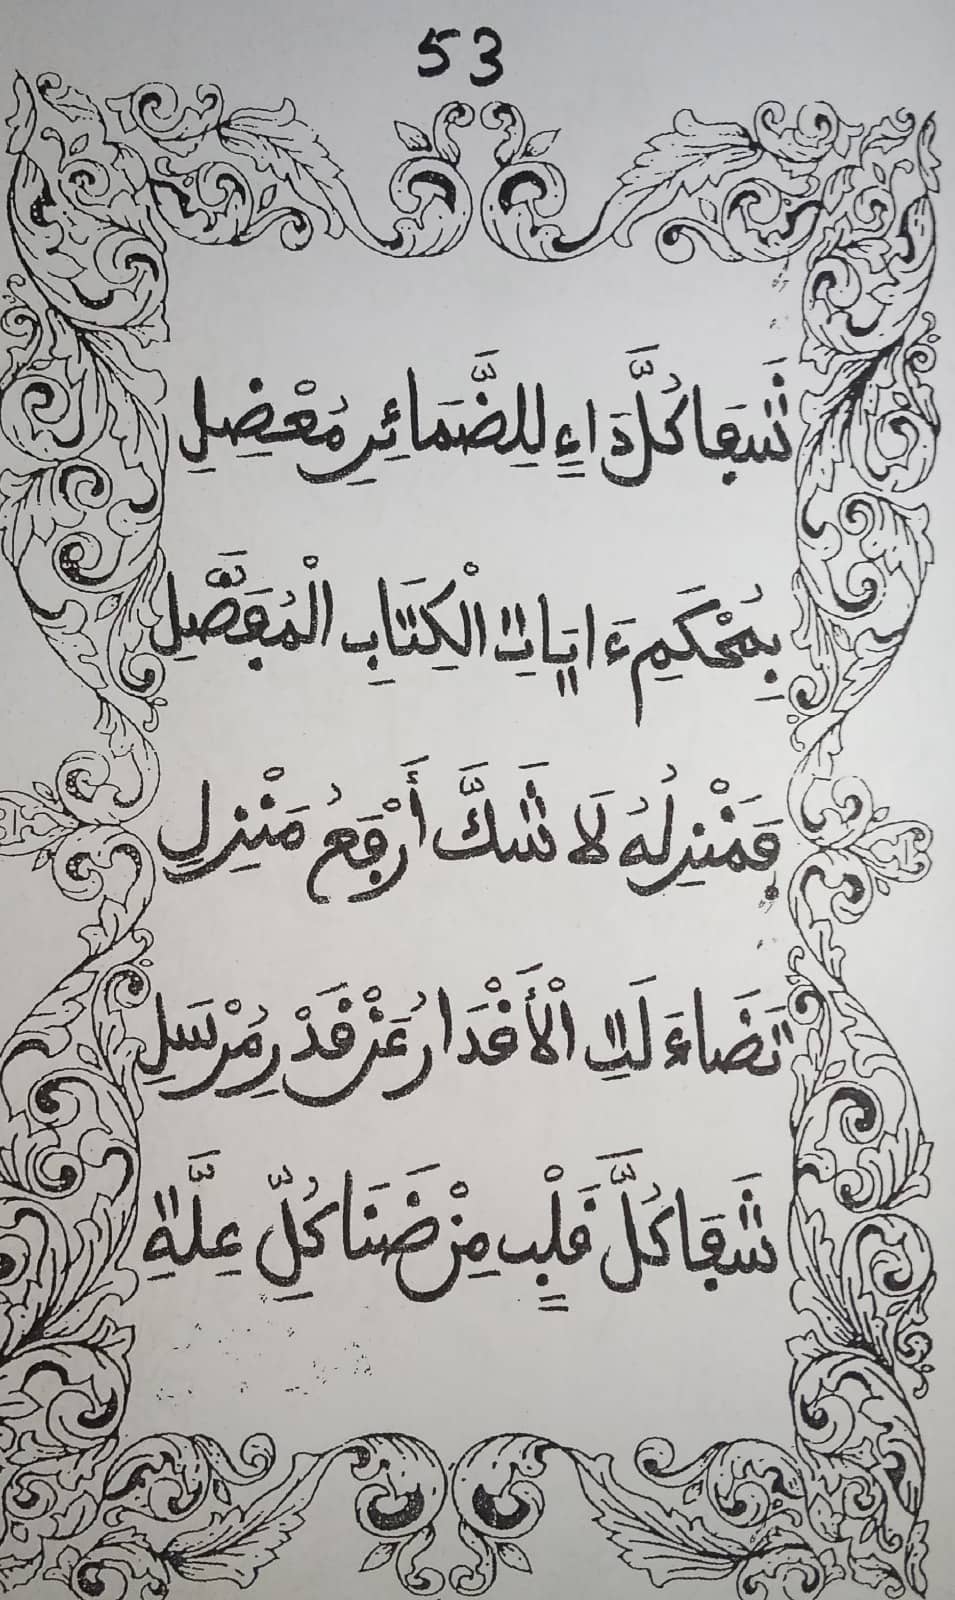 53
شَفَا كُلَّ دَاءٍ لِلضَّمَائِرِ مُعْضِلِ
بِمُحْكَمِ ءَايَاتِ الْكِتَابِ الْمُفَصَّلِ
فَمَنْزِلُهُ لَا شَكَّ أَرْفَعُ مَنْزِلِ
تَضَاءَلَتِ الْأَقْدَارُ عَنْ قَدْرِ مُرْسَلِ
شَفَا كُلَّ قَلْبٍ مِنْ ضَنَا كُلِّ عِلَّةِ